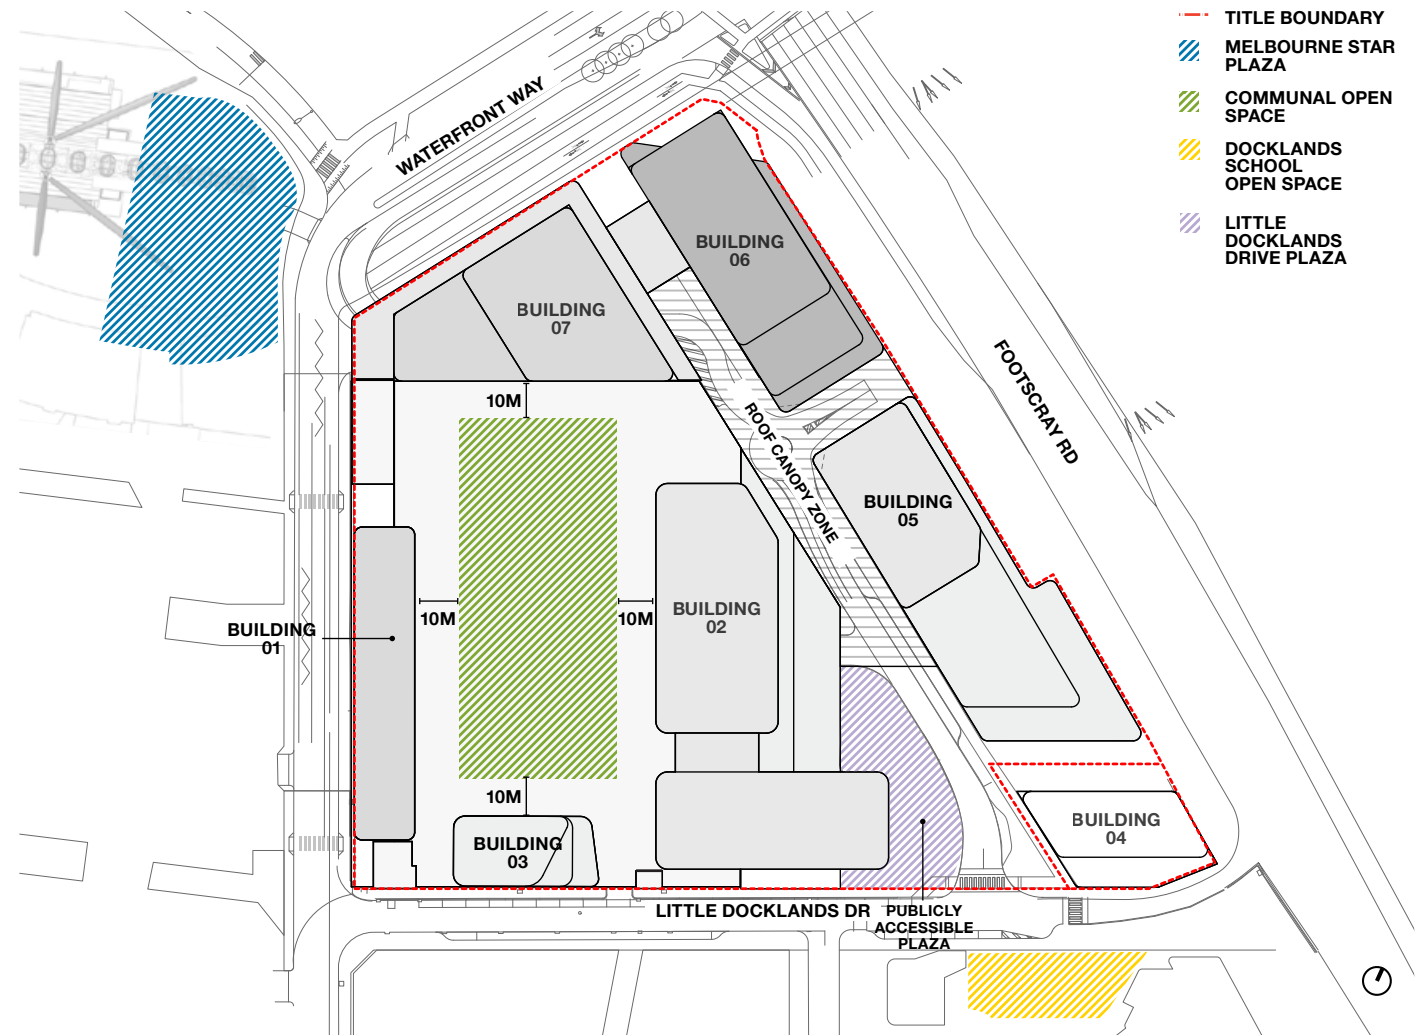 TITLE BOUNDARY
MELBOURNE STAR
PLAZA
COMMUNAL OPEN
SPACE
DOCKLANDS
SCHOOL
OPEN SPACE
LITTLE
DOCKLANDS
DRIVE PLAZA
WATERFRONT WAY
BUILDING
06
BUILDING
07
FOOTSCRAY RD
10M
ROOF CANOPY ZONE
BUILDING
05
10M
10M
BUILDING
02
BUILDING
01
10M
BUILDING
03
BUILDING
04
LITTLE DOCKLANDS DR
PUBLICLY
ACCESSIBLE
PLAZA